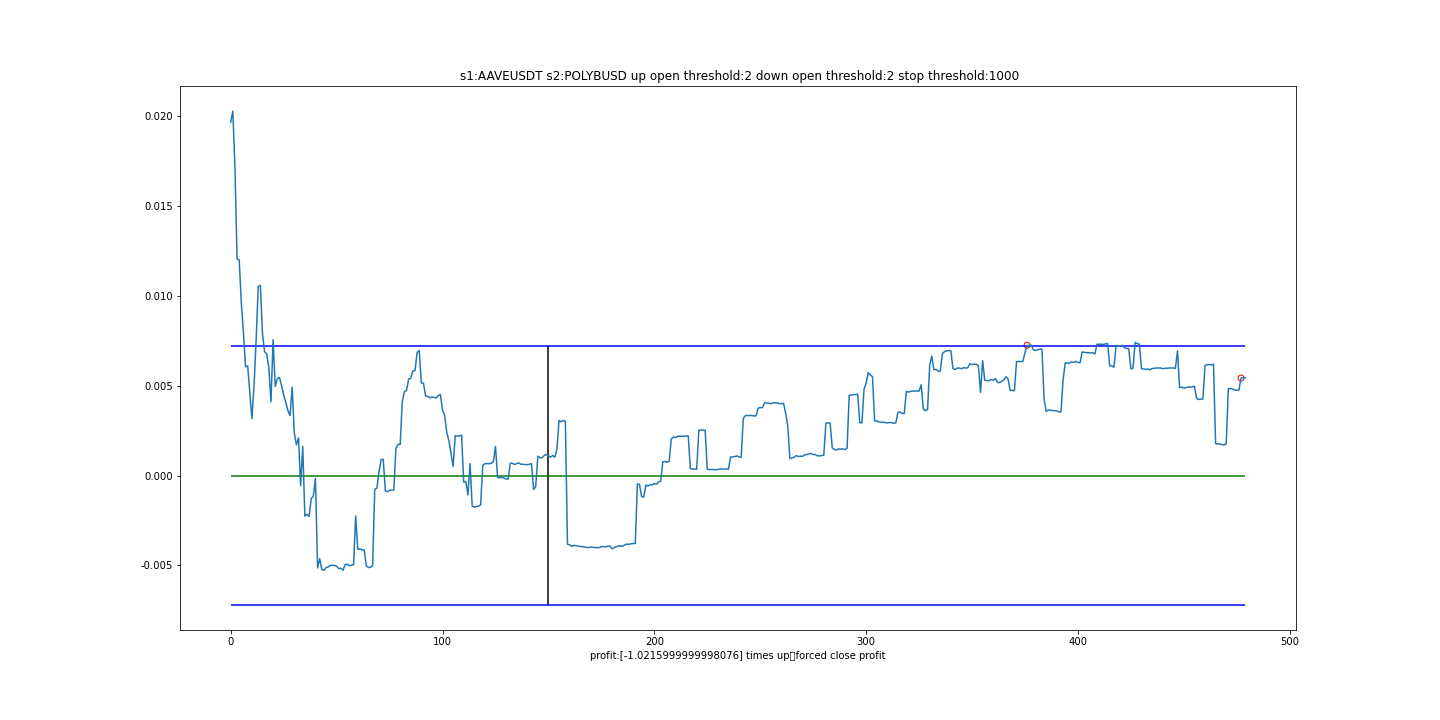 s1:AAVEUSDT s2:POLYBUSD up open threshold:2 down open threshold:2 stop threshold:1000
0.020
0.015
0.010
0.005
0.000
-0.005
0 100 200 300 400 500
profit:[-1.0215999999998076] times up▯forced close profit